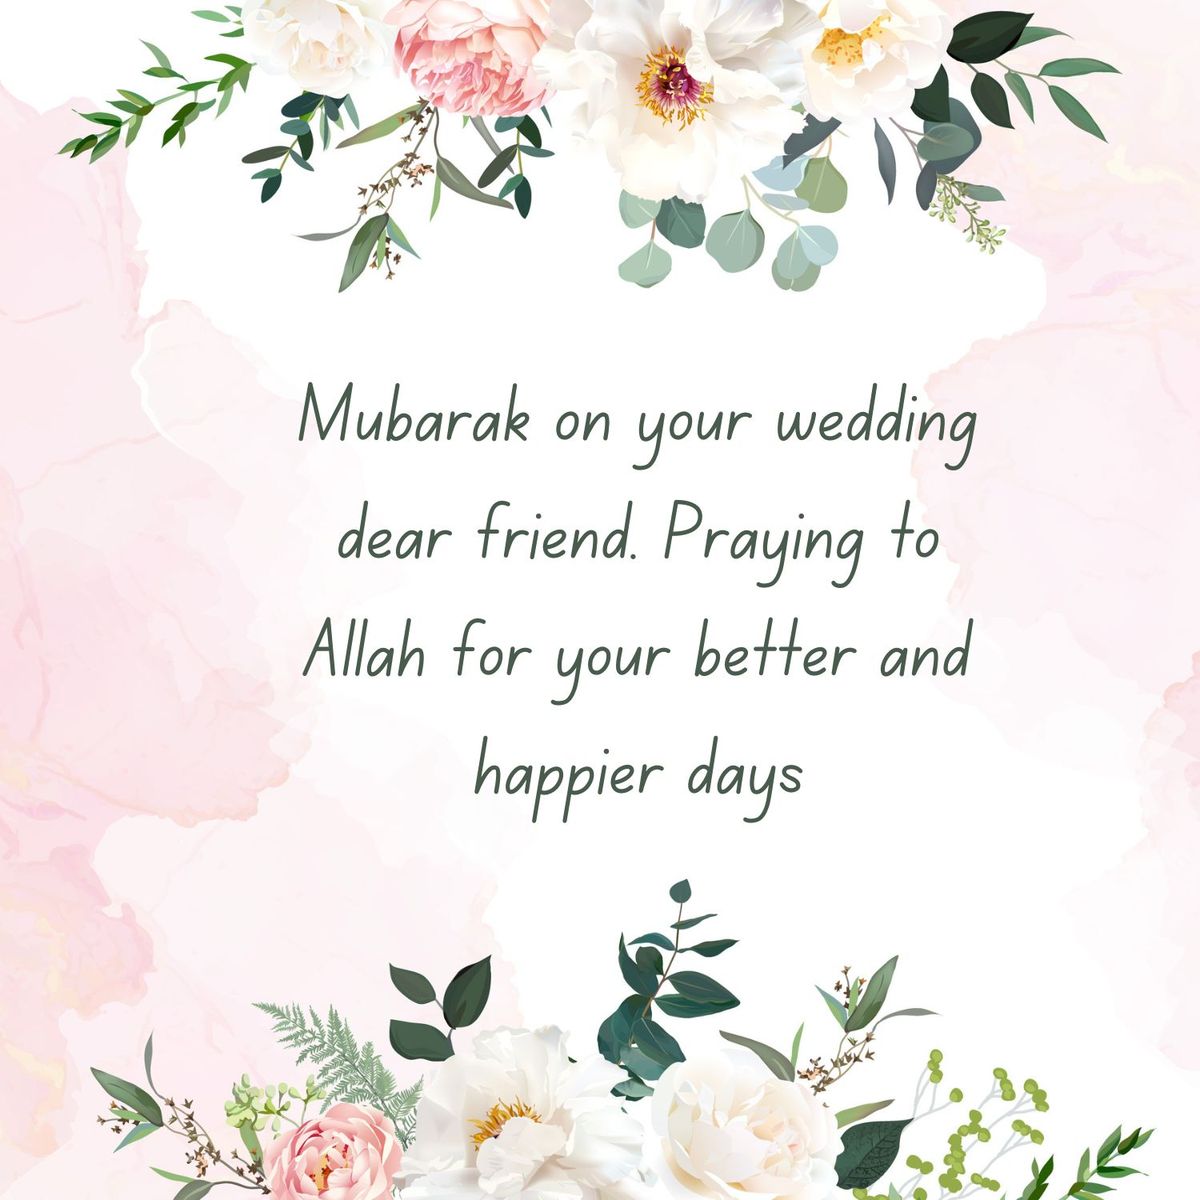 Mubarak on your wedding
dear friend. Praying to
Allah for your better and
happier days